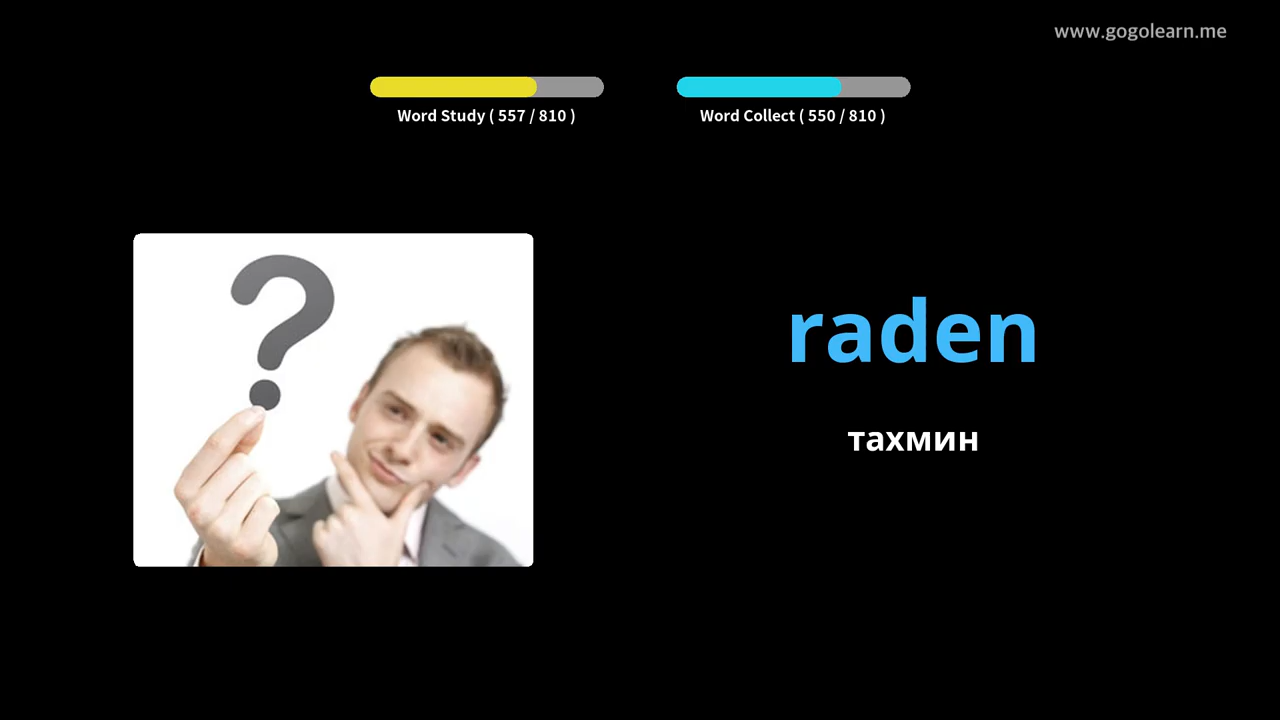 www.gogolearn.me
Word Study ( 557 / 810 )
Word Collect ( 550 / 810 )
?
raden
тахмин